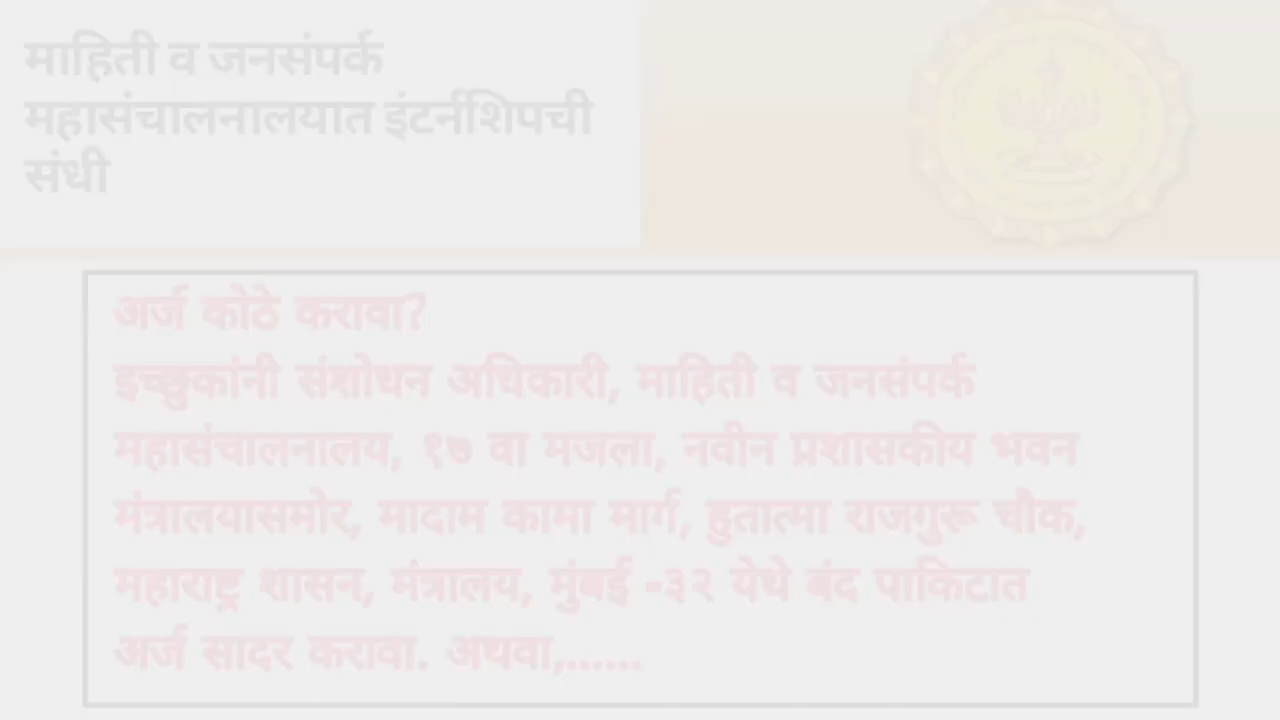 माहिती व जनसंपर्क
महासंचालनालयात इंटर्नशिपची
संधी
अर्ज कोठे करावा?
इच्छुकांनी संशोधन अधिकारी, माहिती व जनसंपर्क
महासंचालनालय, १७ वा मजला, नवीन प्रशासकीय भवन
मंत्रालयासमोर, मादाम कामा मार्ग, हुतात्मा राजगुरू चौक,
महाराष्ट्र शासन, मंत्रालय, मुंबई -३२ येथे बंद पाकिटात
अर्ज सादर करावा. अथवा,......